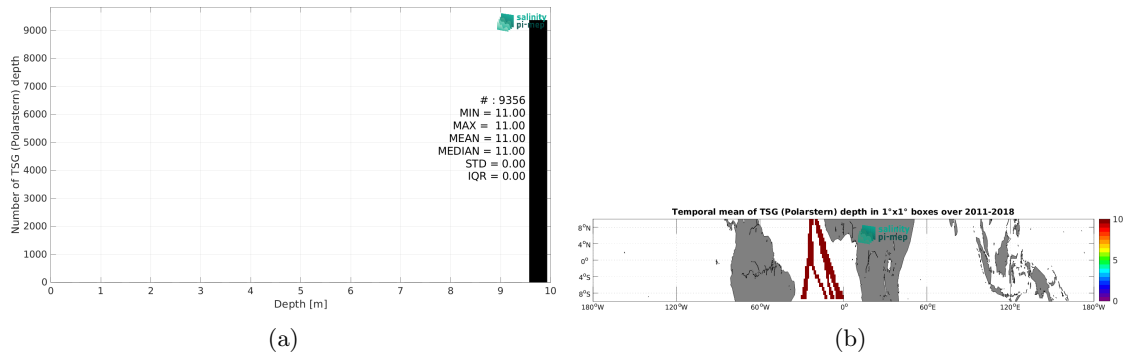 9000
8000
7000
6000
5000
4000
3000
2000
1000
0
Number of TSG (Polarstern) depth
salinity
pi-mep
# : 9356
MIN = 11.00
MAX = 11.00
MEAN = 11.00
MEDIAN = 11.00
STD = 0.00
IQR = 0.00
0 1 2 3 4 5 6 7 8 9 10
Depth [m]
(a)
Temporal mean of TSG (Polarstern) depth in 1°x1° boxes over 2011-2018
salinity
pi-mep
8°N
4°N
0°
4°S
8°S
180°W 120°W 60°W 0° 60°E 120°E 180°W
10
5
0
(b)